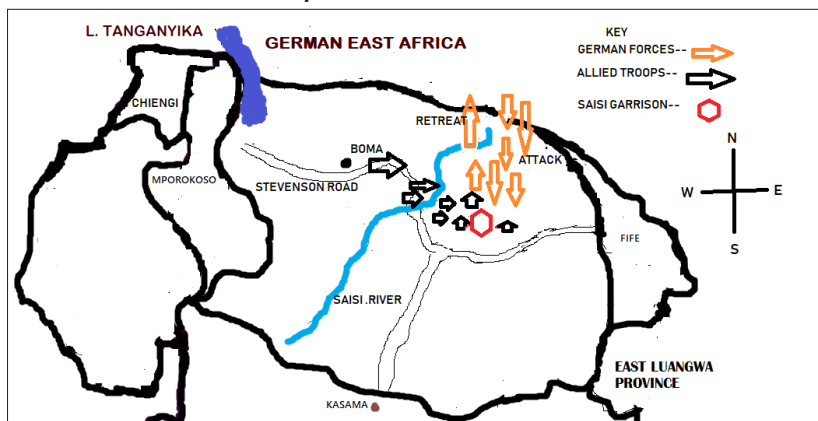 L. TANGANYIKA
GERMAN EAST AFRICA
KEY
GERMAN FORCES--
ALLIED TROOPS--
SAISI GARRISON--
CHIENGI
RETREAT
N
BOMA
ATTACK
MPOROKOSO
STEVENSON ROAD
W
E
S
FIFE
SAISI .RIVER
EAST LUANGWA
PROVINCE
KASAMA